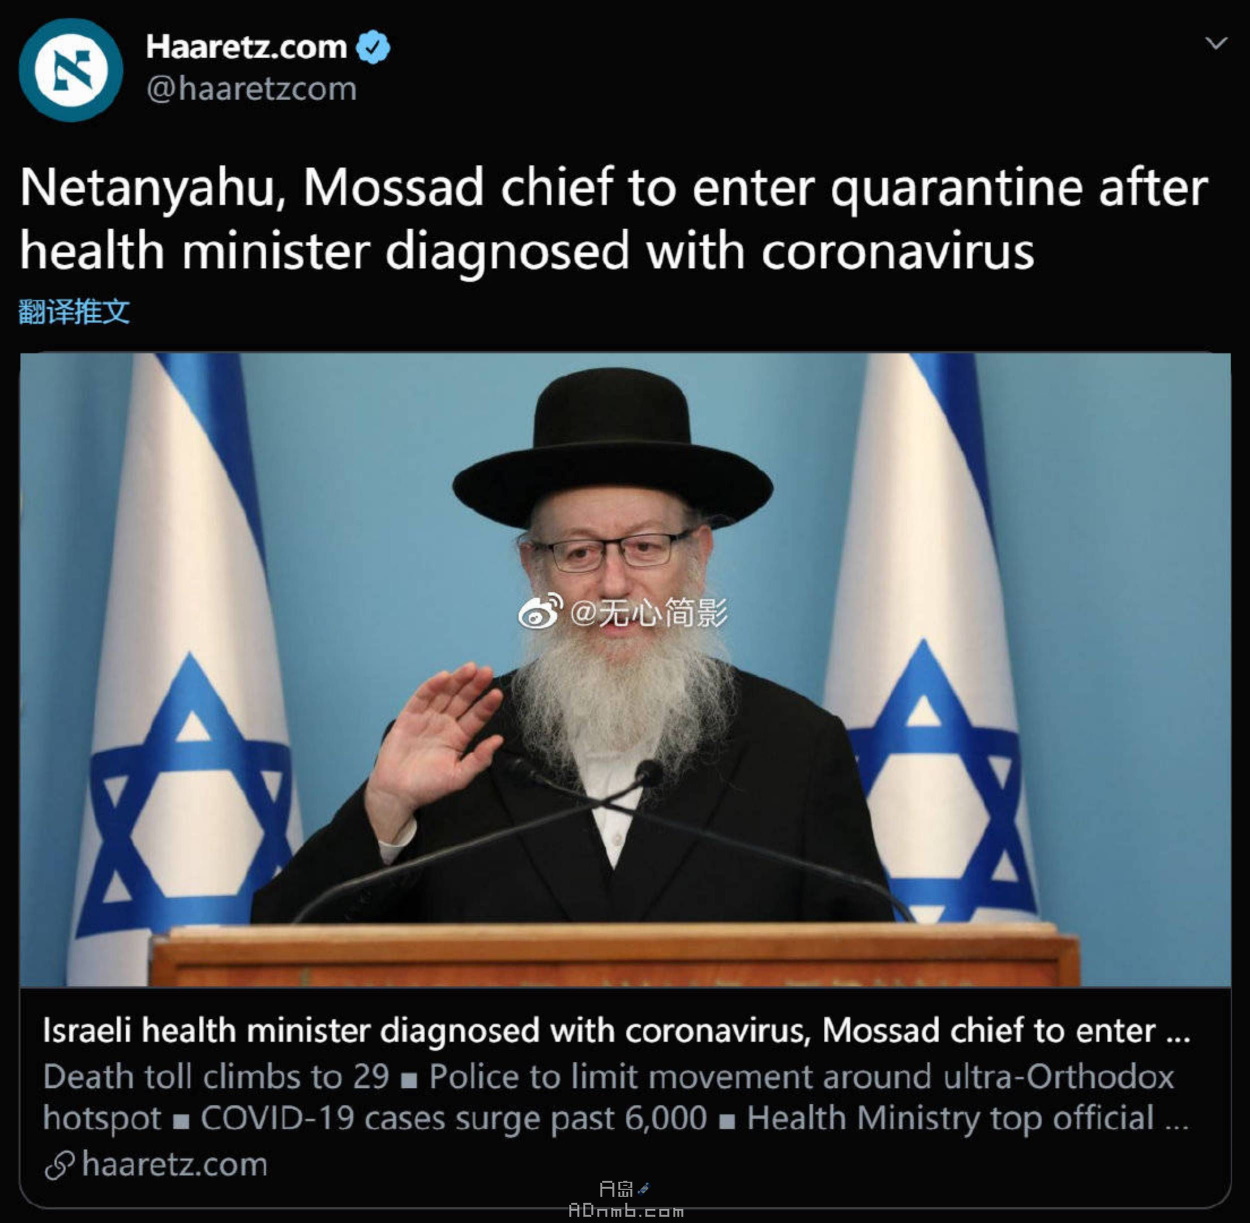 Haaretz.com
@haaretzcom
Netanyahu, Mossad chief to enter quarantine after
health minister diagnosed with coronavirus
翻译推文
@无心简影
Israeli health minister diagnosed with coronavirus, Mossad chief to enter ...
Death toll climbs to 29 ■ Police to limit movement around ultra-Orthodox
hotspot ■ COVID-19 cases surge past 6,000 ■ Health Ministry top official ...
haaretz.com
A岛
ADnmb.com